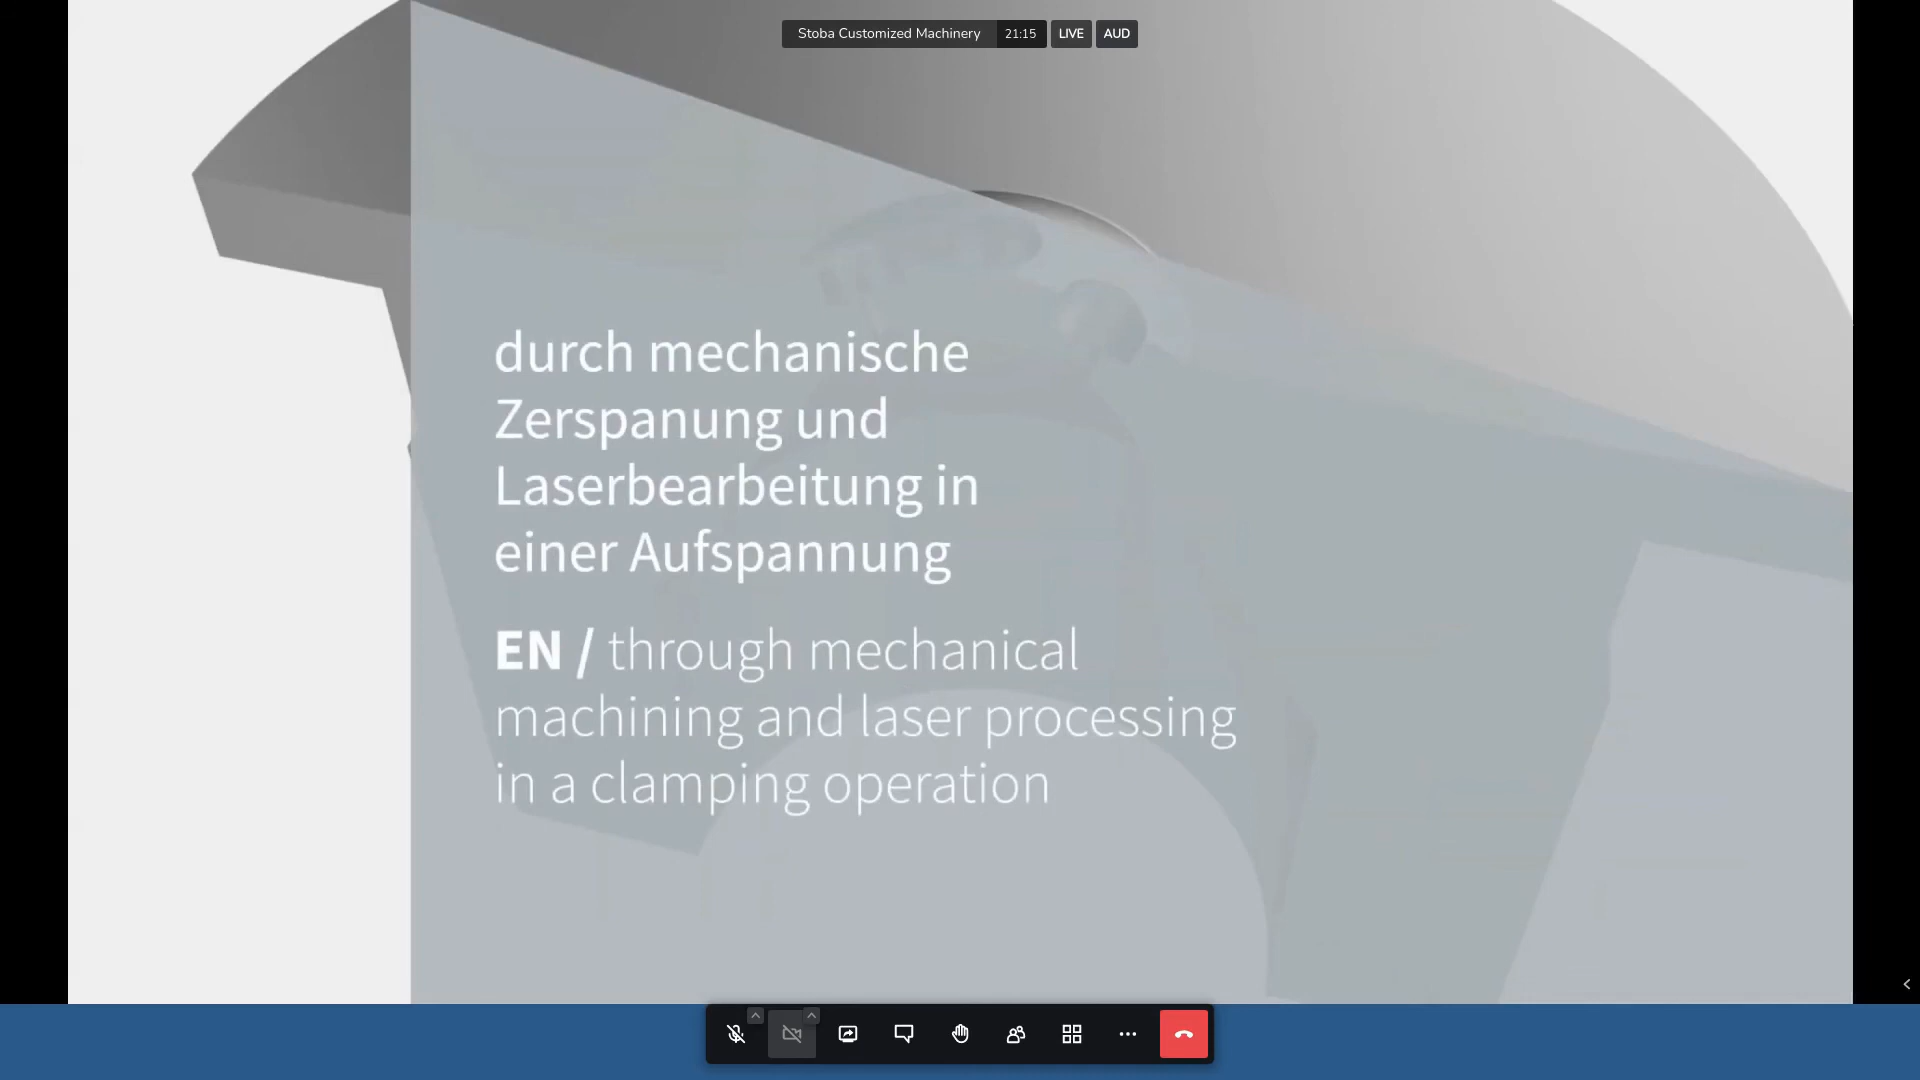 Stoba Customized Machinery 21:15 LIVE AUD
durch mechanische
Zerspanung und
Laserbearbeitung in
einer Aufspannung
EN / through mechanical
machining and laser processing
in a clamping operation